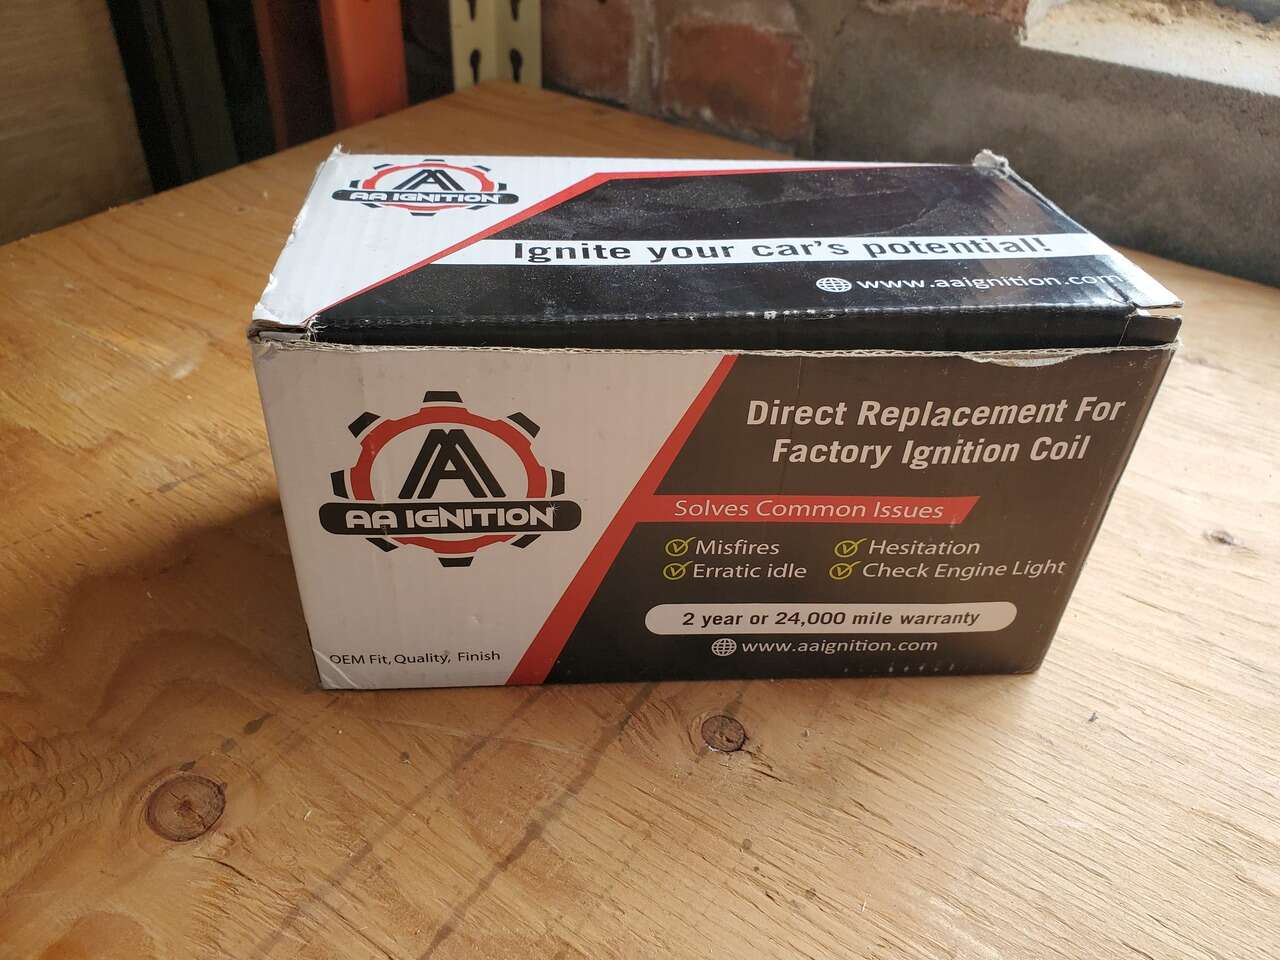 AA IGNITION
Ignite your car's potential!
www.aaignition.com
AA IGNITION
OEM Fit, Quality, Finish
Direct Replacement For
Factory Ignition Coil
Solves Common Issues
Misfires
Hesitation
Erratic idle
Check Engine Light
2 year or 24,000 mile warranty
www.aaignition.com